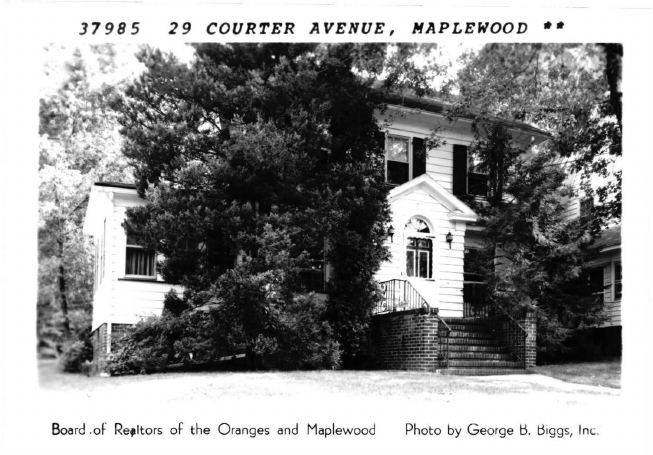 37985 29 COURTER AVENUE, MAPLEWOOD **
Board of Realtors of the Oranges and Maplewood Photo by George B. Biggs, Inc.